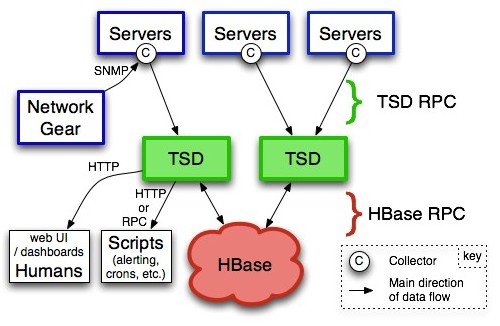 Servers
Servers
Servers
C
C
C
SNMP
Network
Gear
TSD RPC
TSD
TSD
HTTP
HTTP
or
RPC
HBase RPC
web UI
/ dashboards
Humans
Scripts
(alerting,
crons, etc.)
HBase
key
C
Collector
Main direction
of data flow